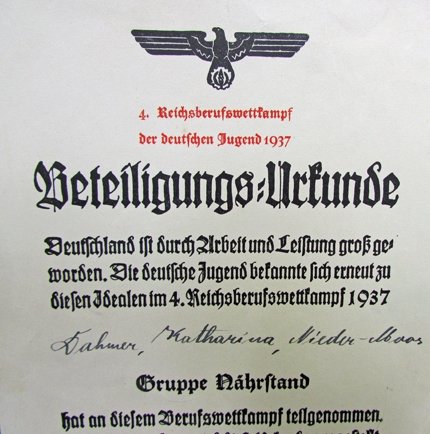 4. Reichsberufswettkampf
der deutschen Jugend 1937
Beteiligungs-Urkunde
Deutschland ist durch Arbeit und Leistung groß ge-
worden. Die deutsche Jugend bekannte sich erneut zu
diesen Idealen im 4. Reichsberufswettkampf 1937
Dahmer, Katharina, Nieder-Moos
Gruppe Nährstand
hat an diesem Berufswettkampf teilgenommen.